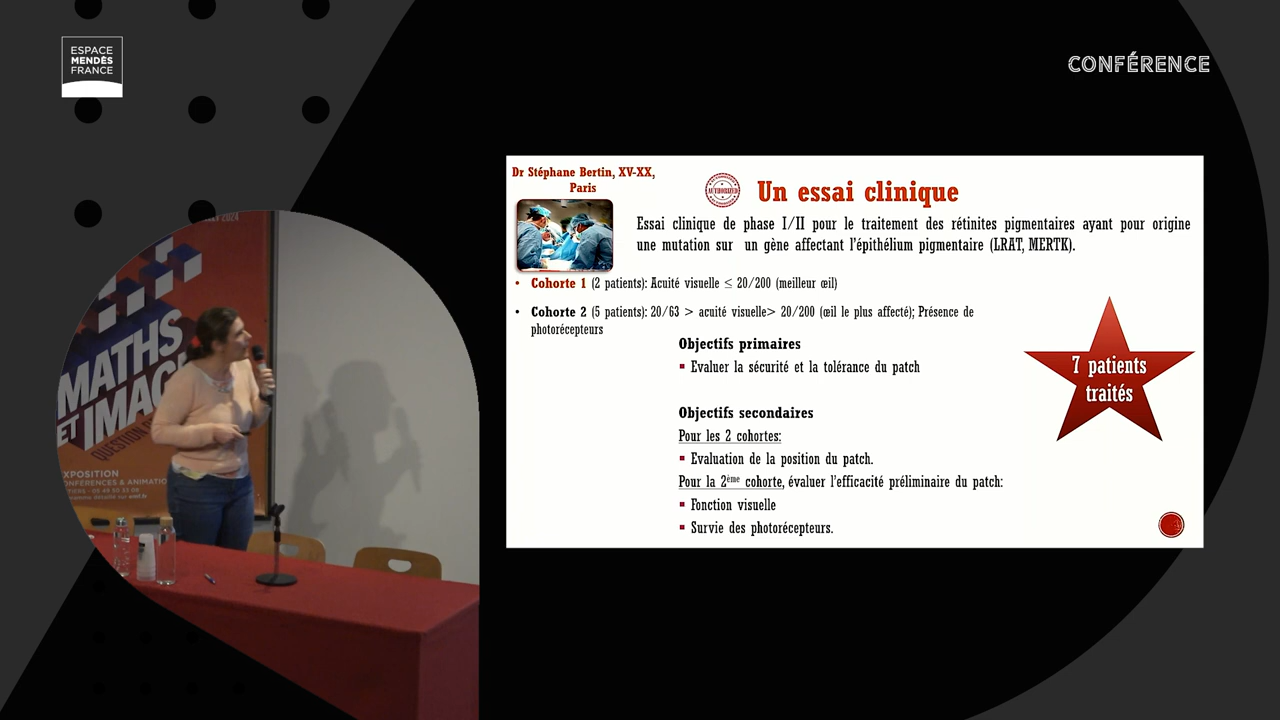 ESPACE
MENDÈS
FRANCE
CONFÉRENCE
Dr Stéphane Bertin, XV-XX,
Paris
AUTHORIZED
Un essai clinique
Essai clinique de phase I/II pour le traitement des rétinites pigmentaires ayant pour origine
une mutation sur un gène affectant l'épithélium pigmentaire (LRAT, MERTK).
• Cohorte 1 (2 patients): Acuité visuelle ≤ 20/200 (meilleur œil)
• Cohorte 2 (5 patients): 20/63 > acuité visuelle> 20/200 (œil le plus affecté); Présence de
photorécepteurs
Objectifs primaires
▪ Evaluer la sécurité et la tolérance du patch
7 patients
traités
Objectifs secondaires
Pour les 2 cohortes:
▪ Evaluation de la position du patch.
Pour la 2ème cohorte, évaluer l'efficacité préliminaire du patch:
▪ Fonction visuelle
▪ Survie des photorécepteurs.
2024
MATHS
ET IMAG
QUESTION
XPOSITION
ONFÉRENCES & ANIMATIO